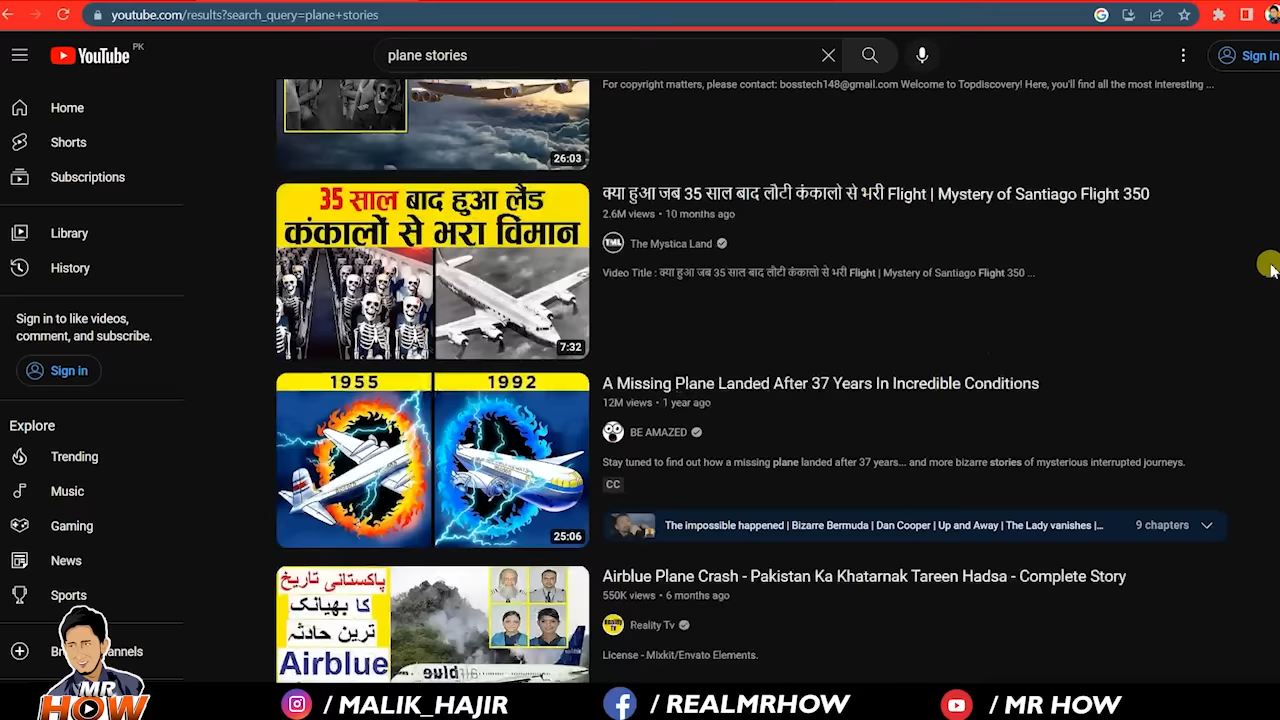 youtube.com/results?search_query=plane+stories
YouTube PK
plane stories
Sign in
Home
Shorts
Subscriptions
Library
History
Sign in to like videos,
comment, and subscribe.
Sign in
Explore
Trending
Music
Gaming
News
Sports
For copyright matters, please contact: bosstech148@gmail.com Welcome to Topdiscovery! Here, you'll find all the most interesting ...
26:03
35 साल बाद हुआ लैंड
कंकालों से भरा विमान
7:32
क्या हुआ जब 35 साल बाद लौटी कंकालो से भरी Flight | Mystery of Santiago Flight 350
2.6M views • 10 months ago
TML
The Mystica Land
Video Title : क्या हुआ जब 35 साल बाद लौटी कंकालो से भरी Flight | Mystery of Santiago Flight 350 ...
1955 1992
25:06
A Missing Plane Landed After 37 Years In Incredible Conditions
12M views • 1 year ago
BE AMAZED
Stay tuned to find out how a missing plane landed after 37 years... and more bizarre stories of mysterious interrupted journeys.
CC
The impossible happened | Bizarre Bermuda | Dan Cooper | Up and Away | The Lady vanishes |...
9 chapters
پاکستانی تاریخ
کا بھیانک
ترین حادثہ
Airblue
Airblue Plane Crash - Pakistan Ka Khatarnak Tareen Hadsa - Complete Story
550K views • 6 months ago
Reality Tv
Reality Tv
License - Mixkit/Envato Elements.
MR
HOW
/ MALIK_HAJIR
/ REALMRHOW
/ MR HOW